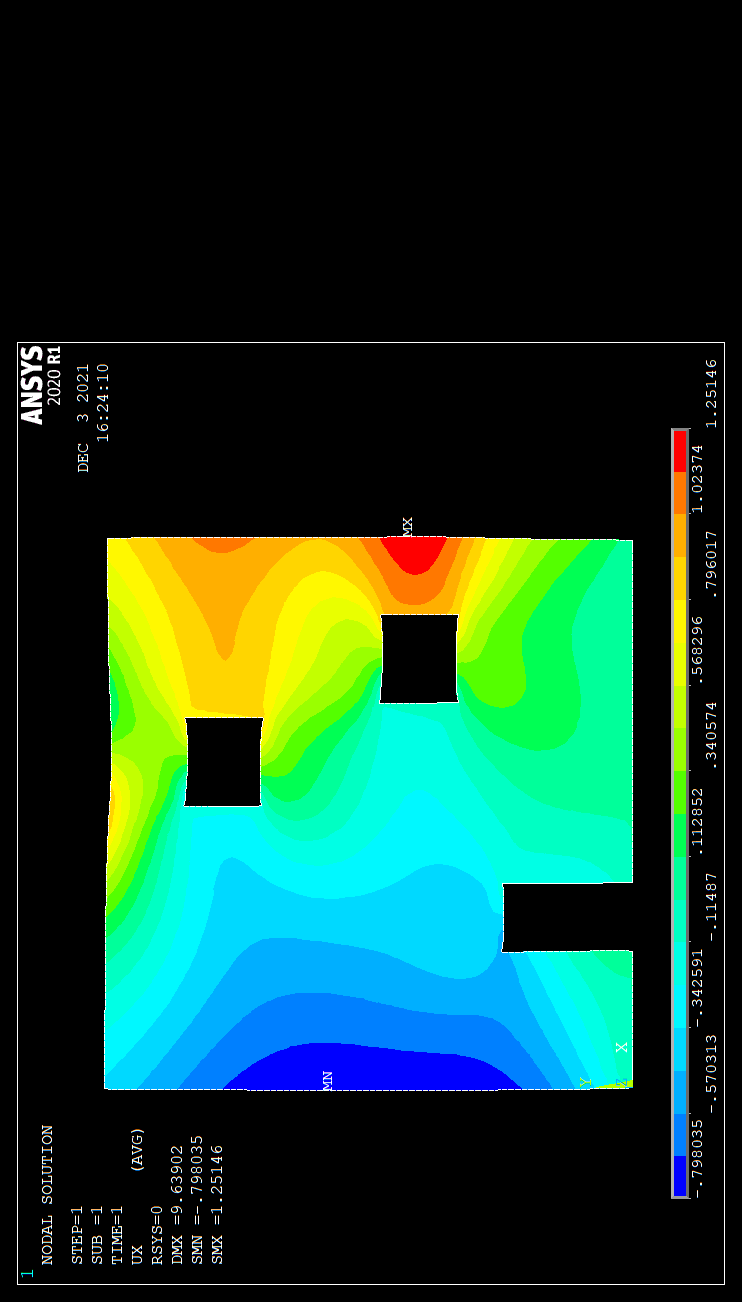 1
NODAL SOLUTION
STEP=1
SUB =1
TIME=1
UX (AVG)
RSYS=0
DMX =9.63902
SMN =-.798035
SMX =1.25146
ANSYS
2020 R1
DEC 3 2021
16:24:10
MN
MX
Y
Z
X
-.798035
-.570313
-.342591
-.11487
.112852
.340574
.568296
.796017
1.02374
1.25146